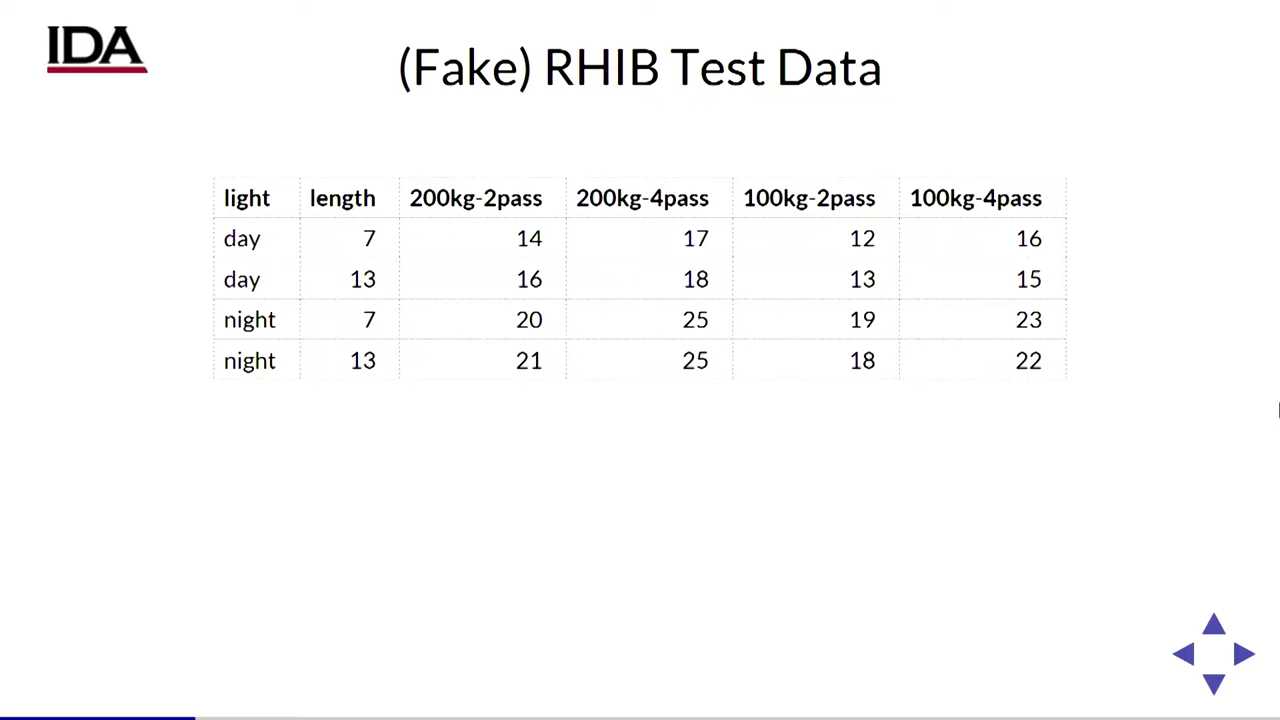 IDA
(Fake) RHIB Test Data
light length 200kg-2pass 200kg-4pass 100kg-2pass 100kg-4pass
day 7 14 17 12 16
day 13 16 18 13 15
night 7 20 25 19 23
night 13 21 25 18 22